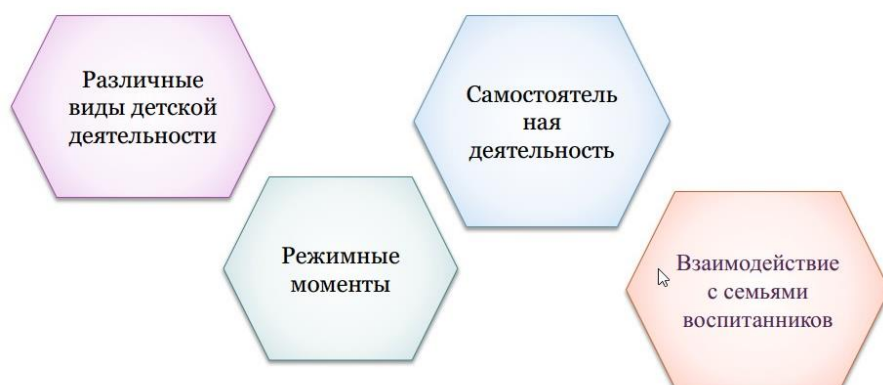 Различные
виды детской
деятельности
Самостоятель
ная
деятельность
Режимные
моменты
Взаимодействие
с семьями
воспитанников